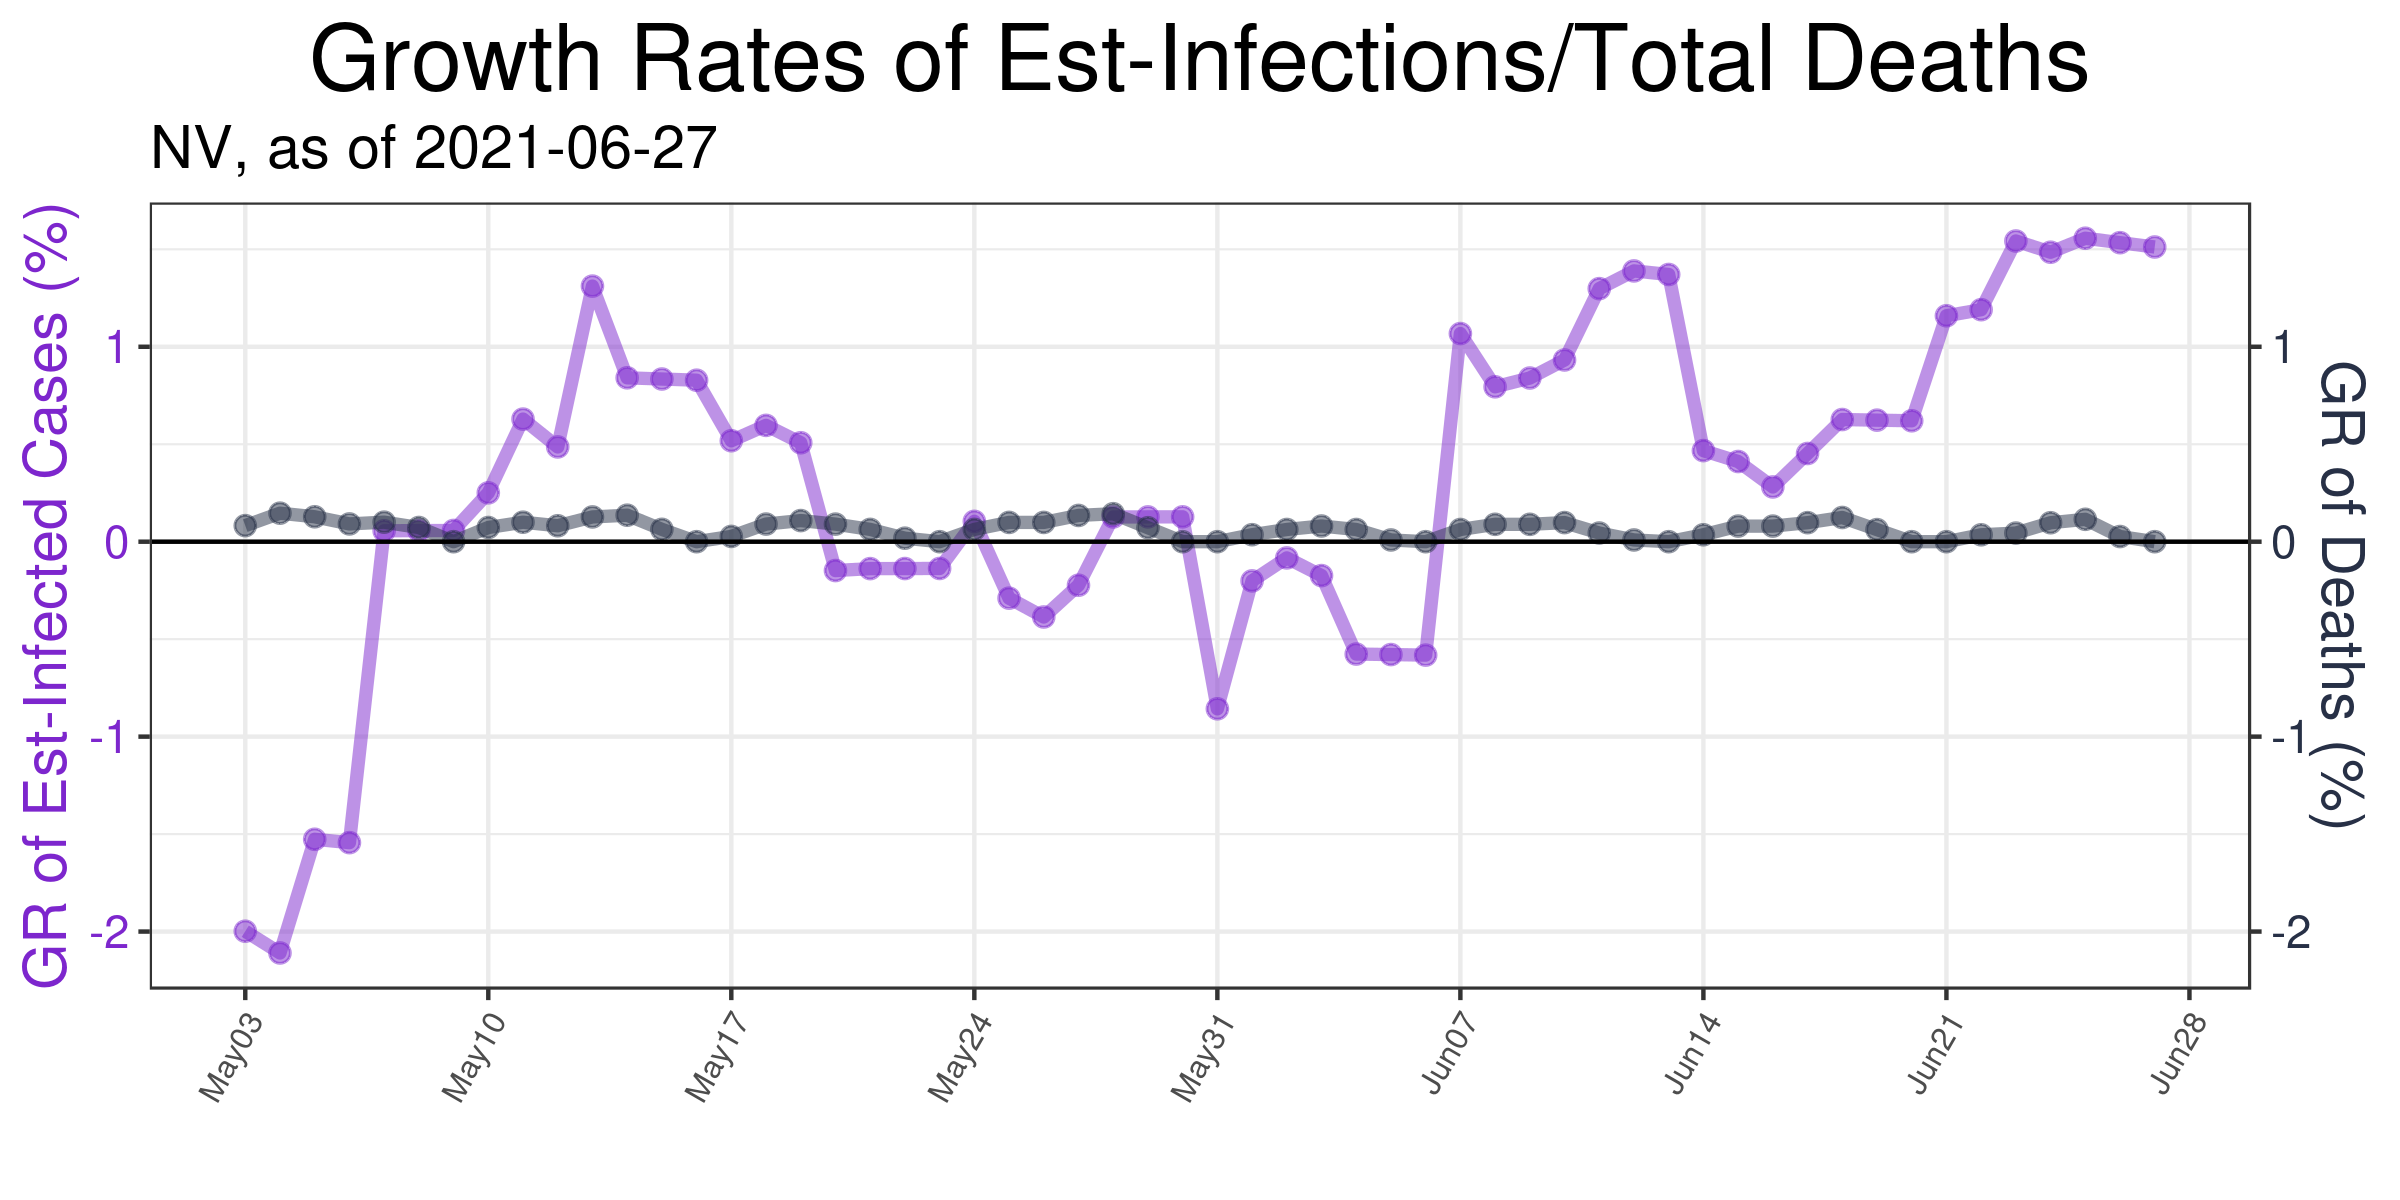 Growth Rates of Est-Infections/Total Deaths
NV, as of 2021-06-27
GR of Est-Infected Cases (%)
1
0
-1
-2
1
0
-1
-2
GR of Deaths (%)
May03
May10
May17
May24
May31
Jun07
Jun14
Jun21
Jun28